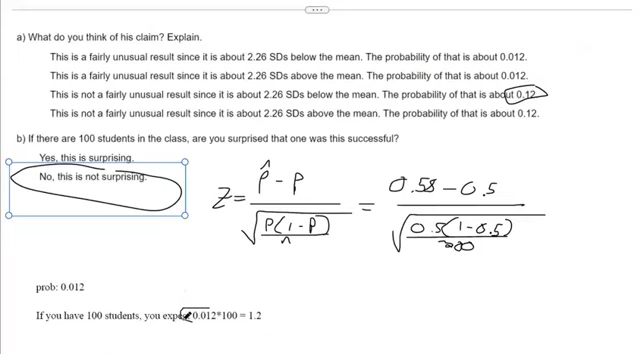 a) What do you think of his claim? Explain.
This is a fairly unusual result since it is about 2.26 SDs below the mean. The probability of that is about 0.012.
This is a fairly unusual result since it is about 2.26 SDs above the mean. The probability of that is about 0.012.
This is not a fairly unusual result since it is about 2.26 SDs below the mean. The probability of that is about 0.12.
This is not a fairly unusual result since it is about 2.26 SDs above the mean. The probability of that is about 0.12.
b) If there are 100 students in the class, are you surprised that one was this successful?
Yes, this is surprising.
No, this is not surprising.
Z = p̂ - p / √(p(1-p)/n) = 0.58 - 0.5 / √(0.5(1-0.5)/200)
prob: 0.012
If you have 100 students, you expect 0.012*100 = 1.2